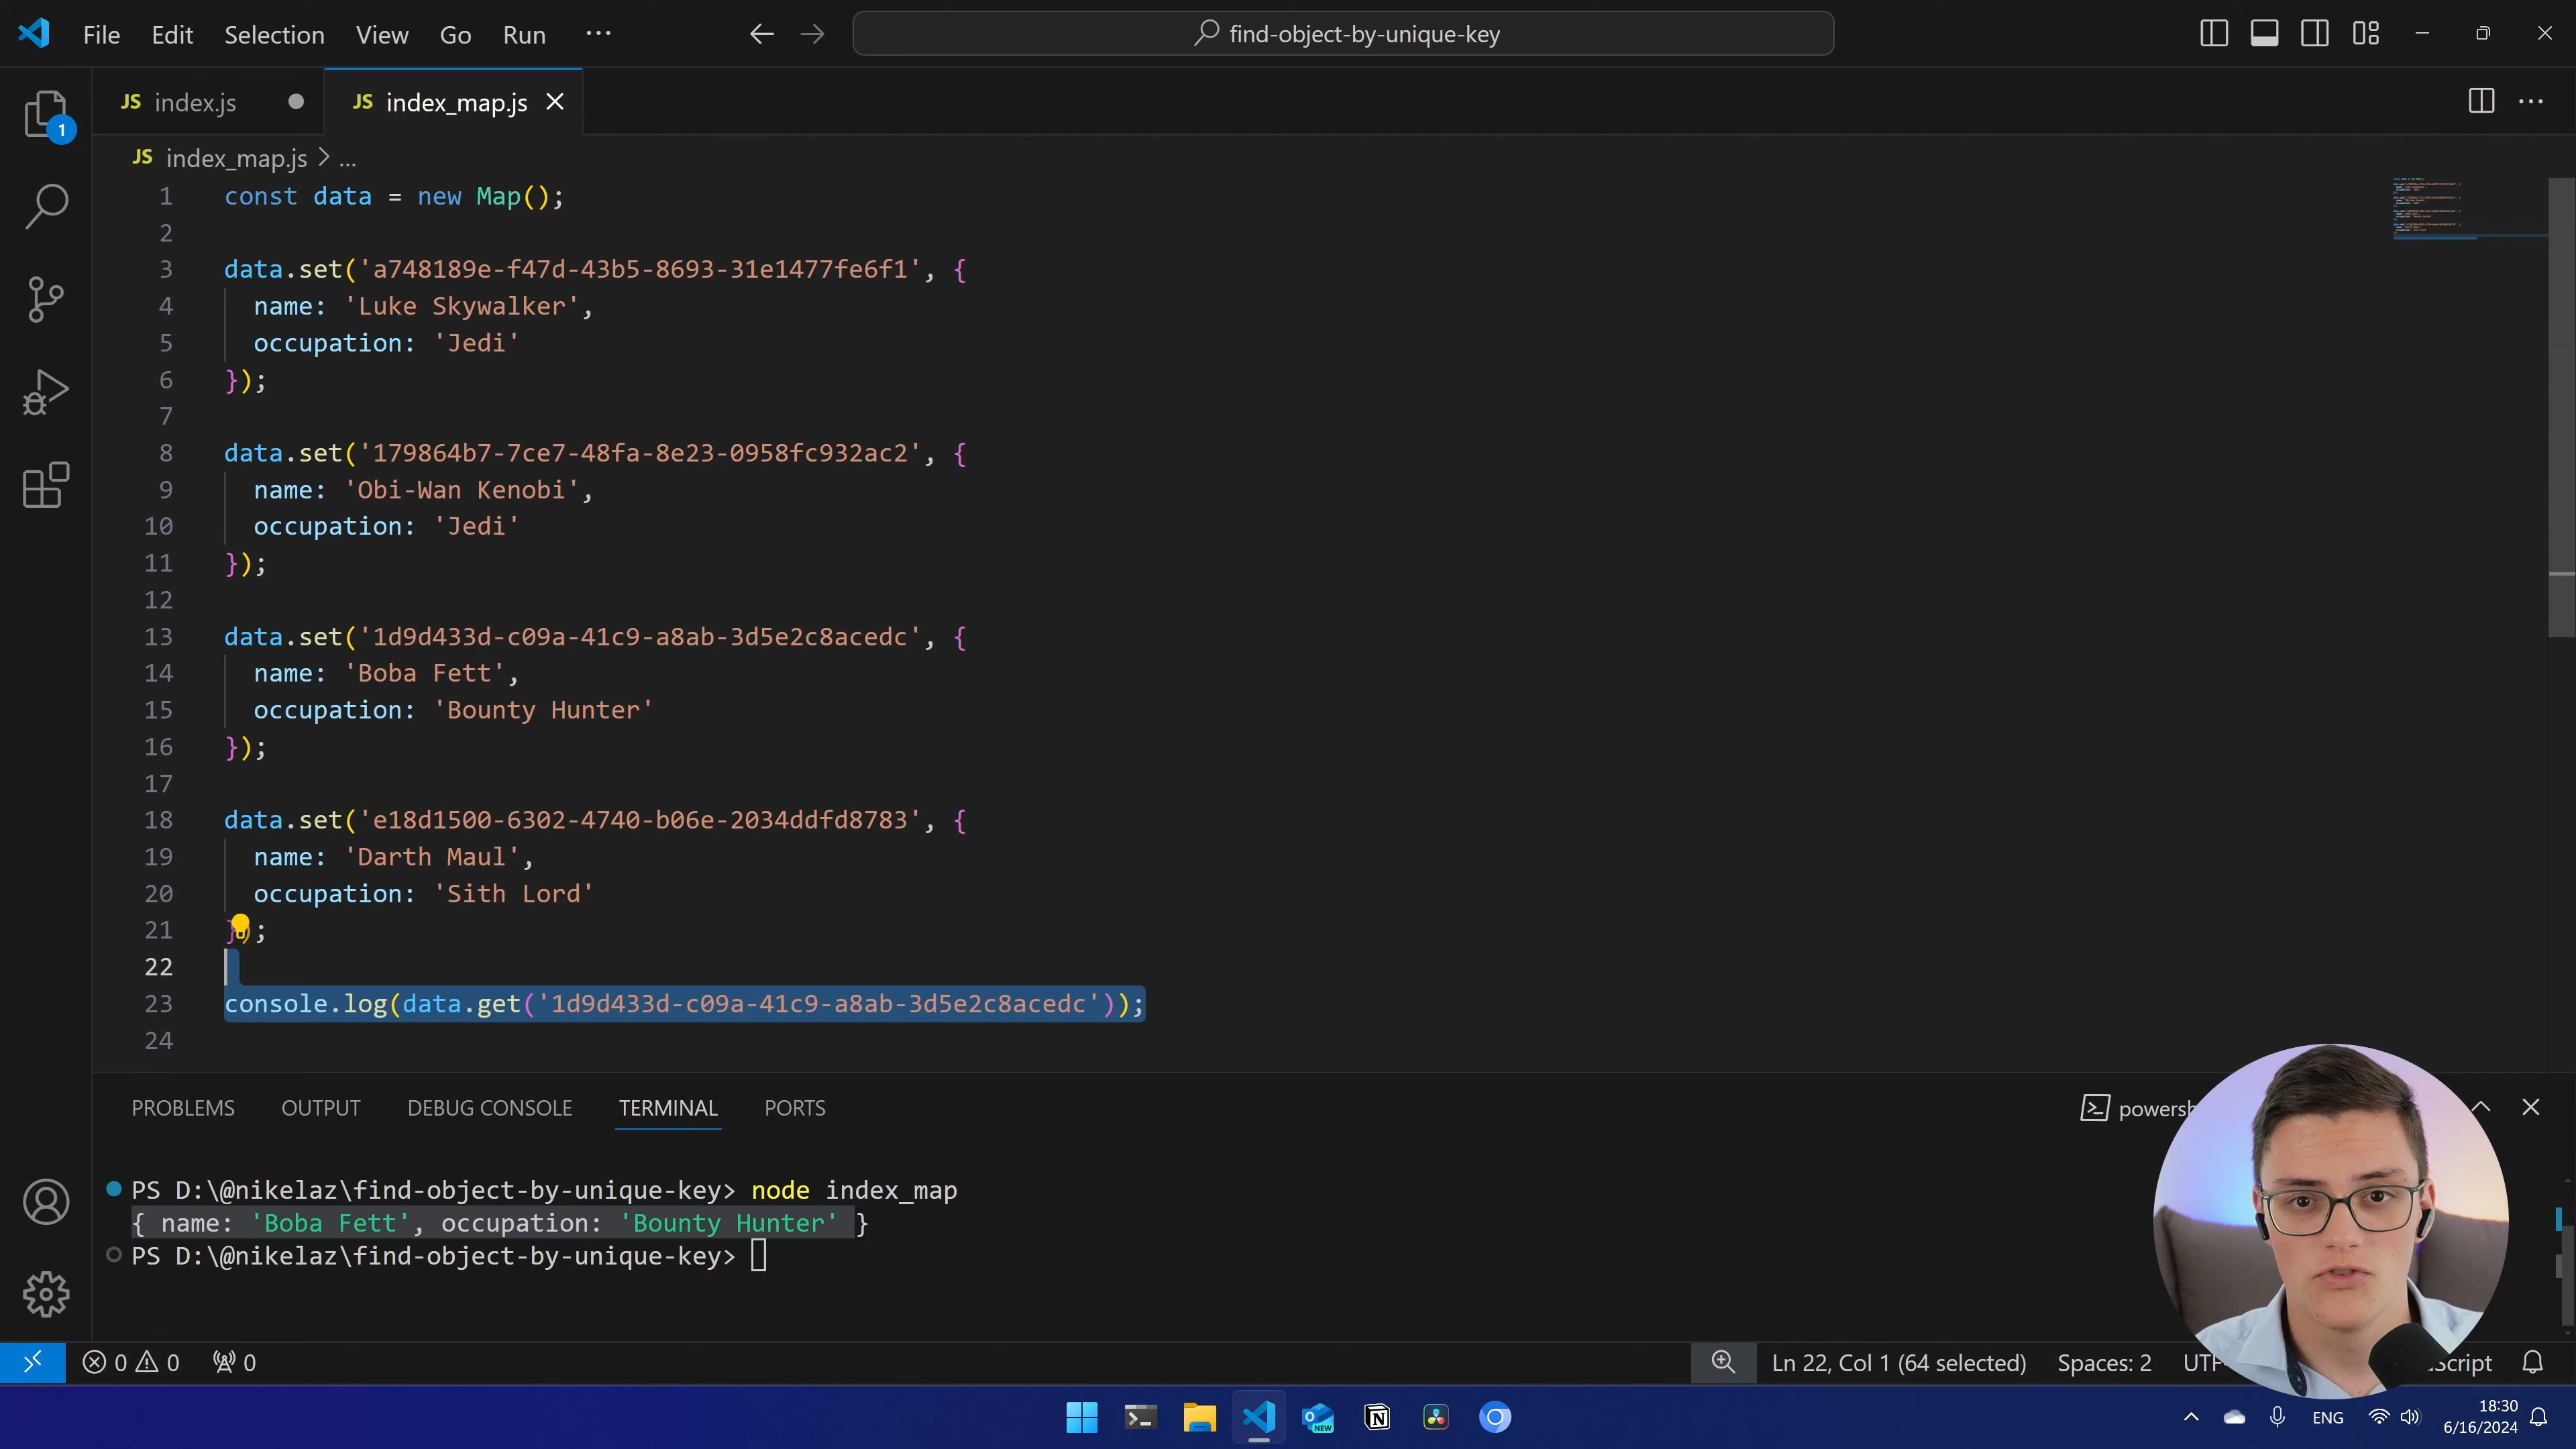 File Edit Selection View Go Run ··· find-object-by-unique-key
JS index.js JS index_map.js
1
JS index_map.js > ...
1 const data = new Map();
2
3 data.set('a748189e-f47d-43b5-8693-31e1477fe6f1', {
4 name: 'Luke Skywalker',
5 occupation: 'Jedi'
6 });
7
8 data.set('179864b7-7ce7-48fa-8e23-0958fc932ac2', {
9 name: 'Obi-Wan Kenobi',
10 occupation: 'Jedi'
11 });
12
13 data.set('1d9d433d-c09a-41c9-a8ab-3d5e2c8acedc', {
14 name: 'Boba Fett',
15 occupation: 'Bounty Hunter'
16 });
17
18 data.set('e18d1500-6302-4740-b06e-2034ddfd8783', {
19 name: 'Darth Maul',
20 occupation: 'Sith Lord'
21 });
22
23 console.log(data.get('1d9d433d-c09a-41c9-a8ab-3d5e2c8acedc'));
24
PROBLEMS OUTPUT DEBUG CONSOLE TERMINAL PORTS
PS D:\@nikelaz\find-object-by-unique-key> node index_map
{ name: 'Boba Fett', occupation: 'Bounty Hunter' }
PS D:\@nikelaz\find-object-by-unique-key>
0 0 0 Ln 22, Col 1 (64 selected) Spaces: 2
NEW ENG 18:30
6/16/2024